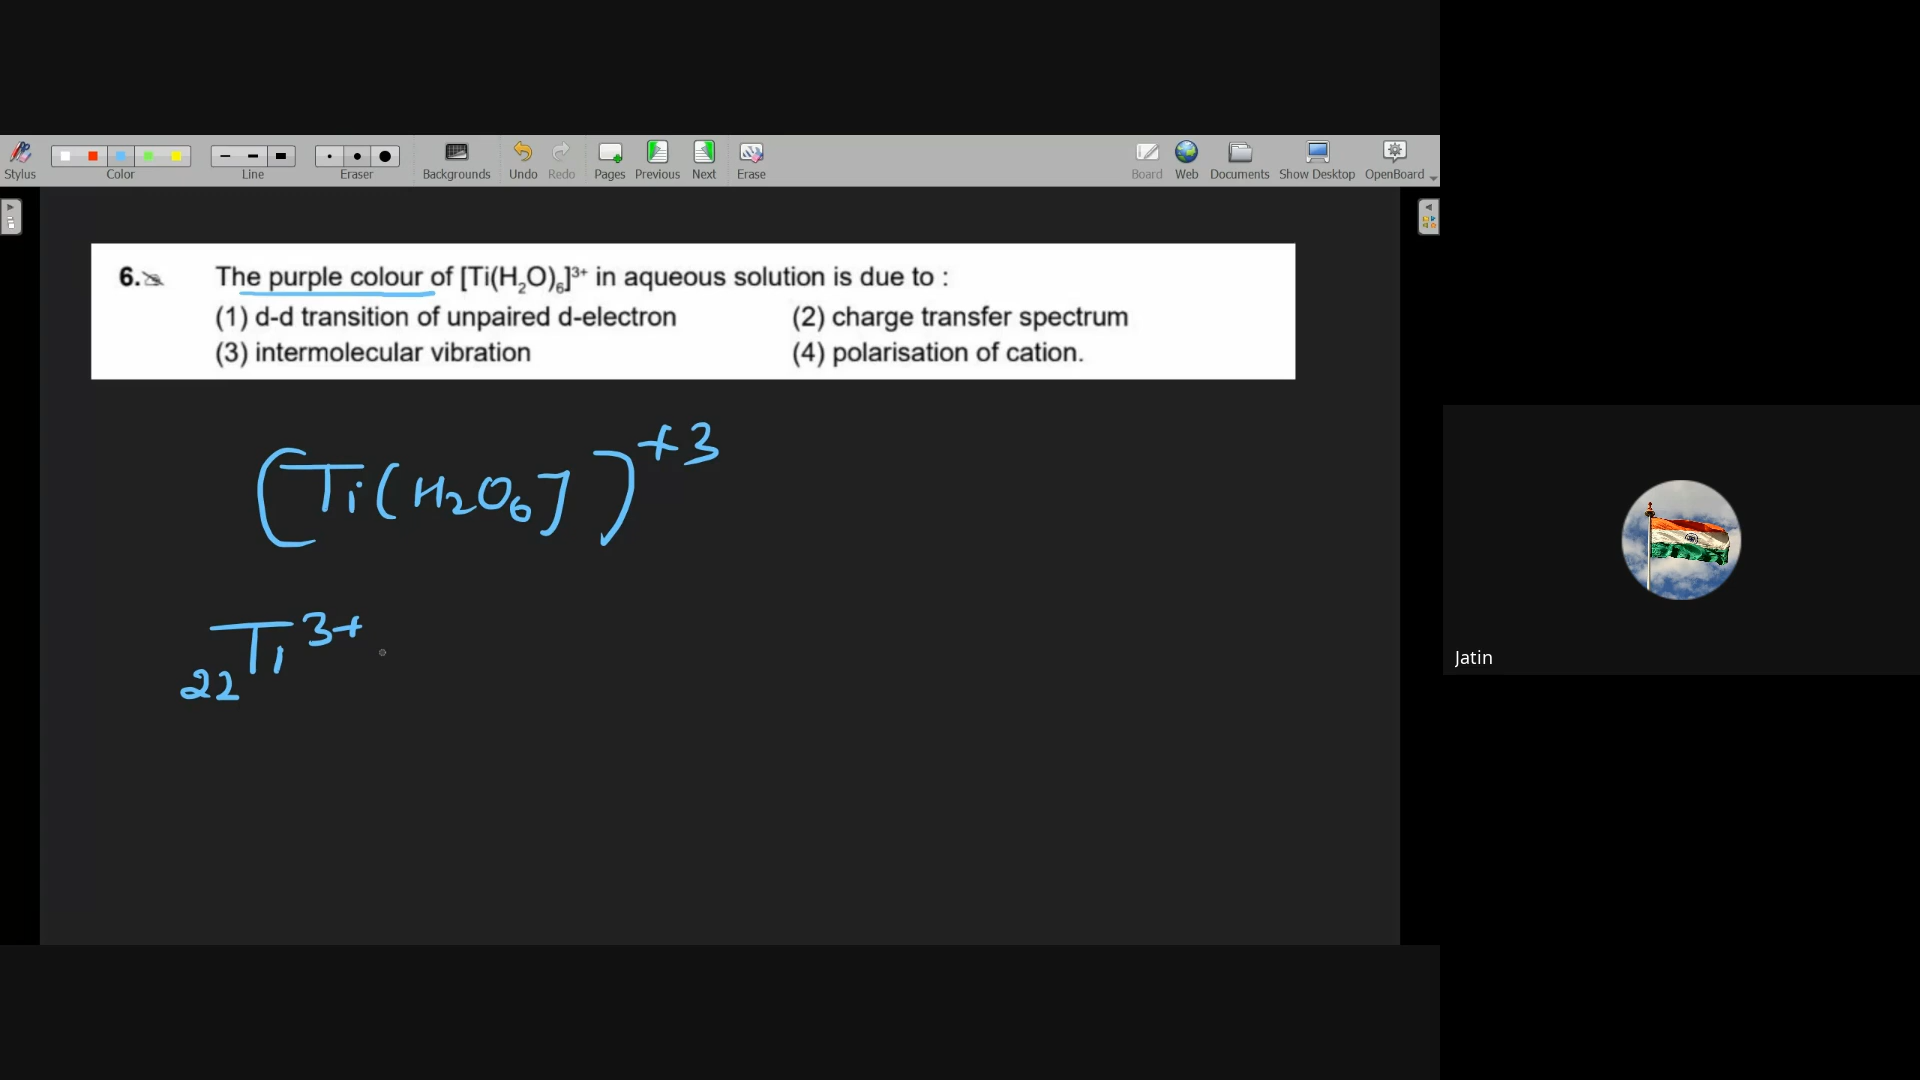 Stylus Color Line Eraser Backgrounds Undo Redo Pages Previous Next Erase Board Web Documents Show Desktop OpenBoard
6. The purple colour of [Ti(H₂O)₆]³⁺ in aqueous solution is due to :
(1) d-d transition of unpaired d-electron (2) charge transfer spectrum
(3) intermolecular vibration (4) polarisation of cation.
[Ti(H₂O₆])⁺³
₂₂Ti³⁺
Jatin